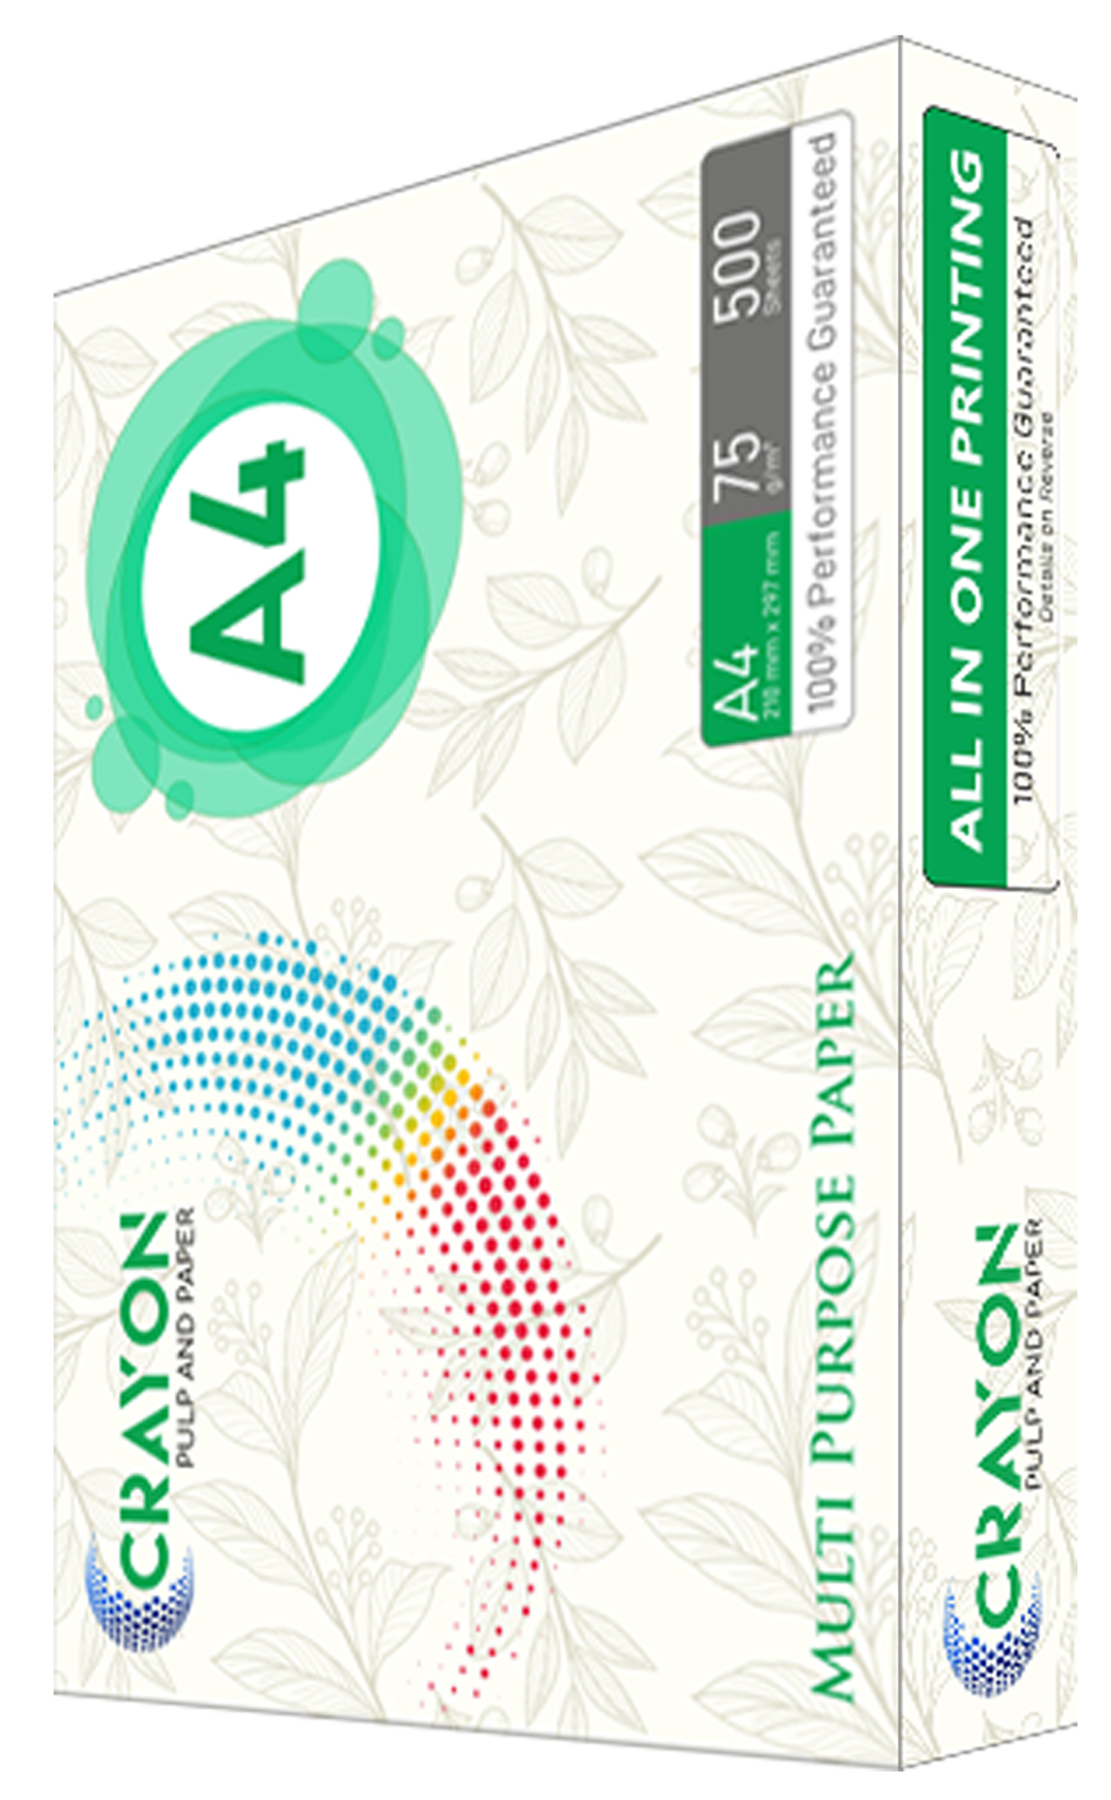 CRAYON
PULP AND PAPER
A4
MULTI PURPOSE PAPER
A4
210 mm x 297 mm
75
g/m²
500
Sheets
100% Performance Guaranteed
CRAYON
PULP AND PAPER
ALL IN ONE PRINTING
100% Performance Guaranteed
Details on Reverse